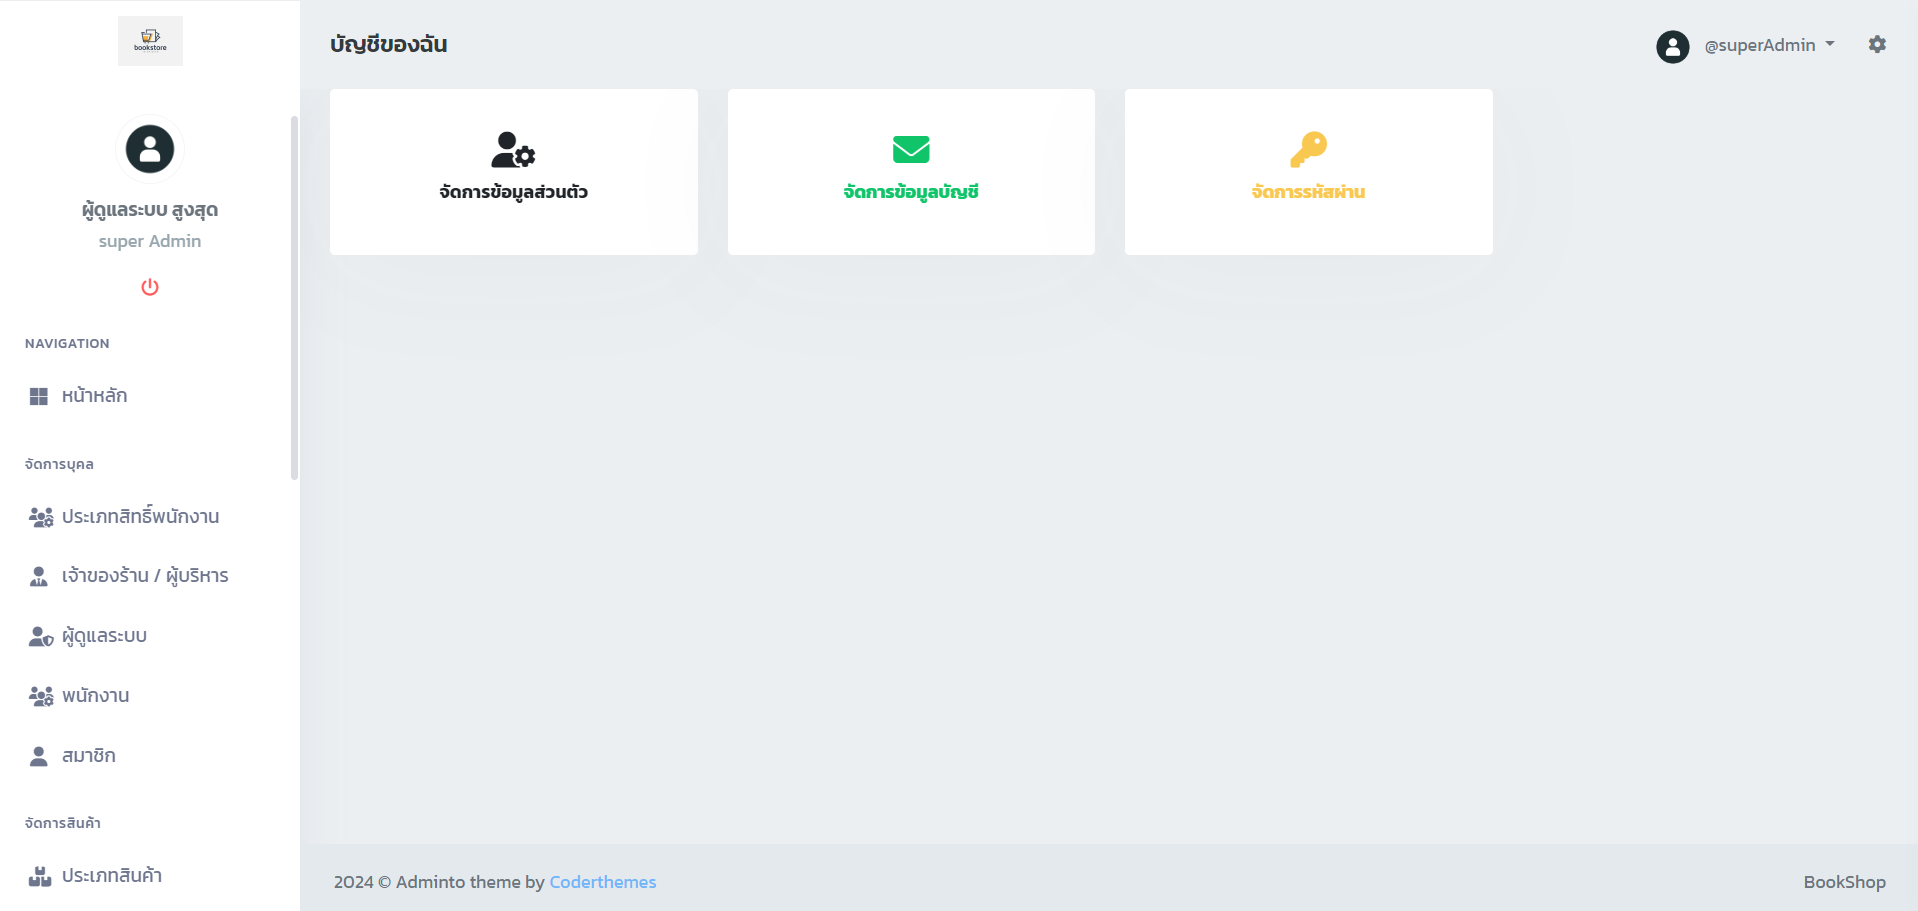 bookstore
ผู้ดูแลระบบ สูงสุด
super Admin
NAVIGATION
หน้าหลัก
จัดการบุคล
ประเภทสิทธิ์พนักงาน
เจ้าของร้าน / ผู้บริหาร
ผู้ดูแลระบบ
พนักงาน
สมาชิก
จัดการสินค้า
ประเภทสินค้า
บัญชีของฉัน
@superAdmin
จัดการข้อมูลส่วนตัว
จัดการข้อมูลบัญชี
จัดการรหัสผ่าน
2024 © Adminto theme by Coderthemes
BookShop